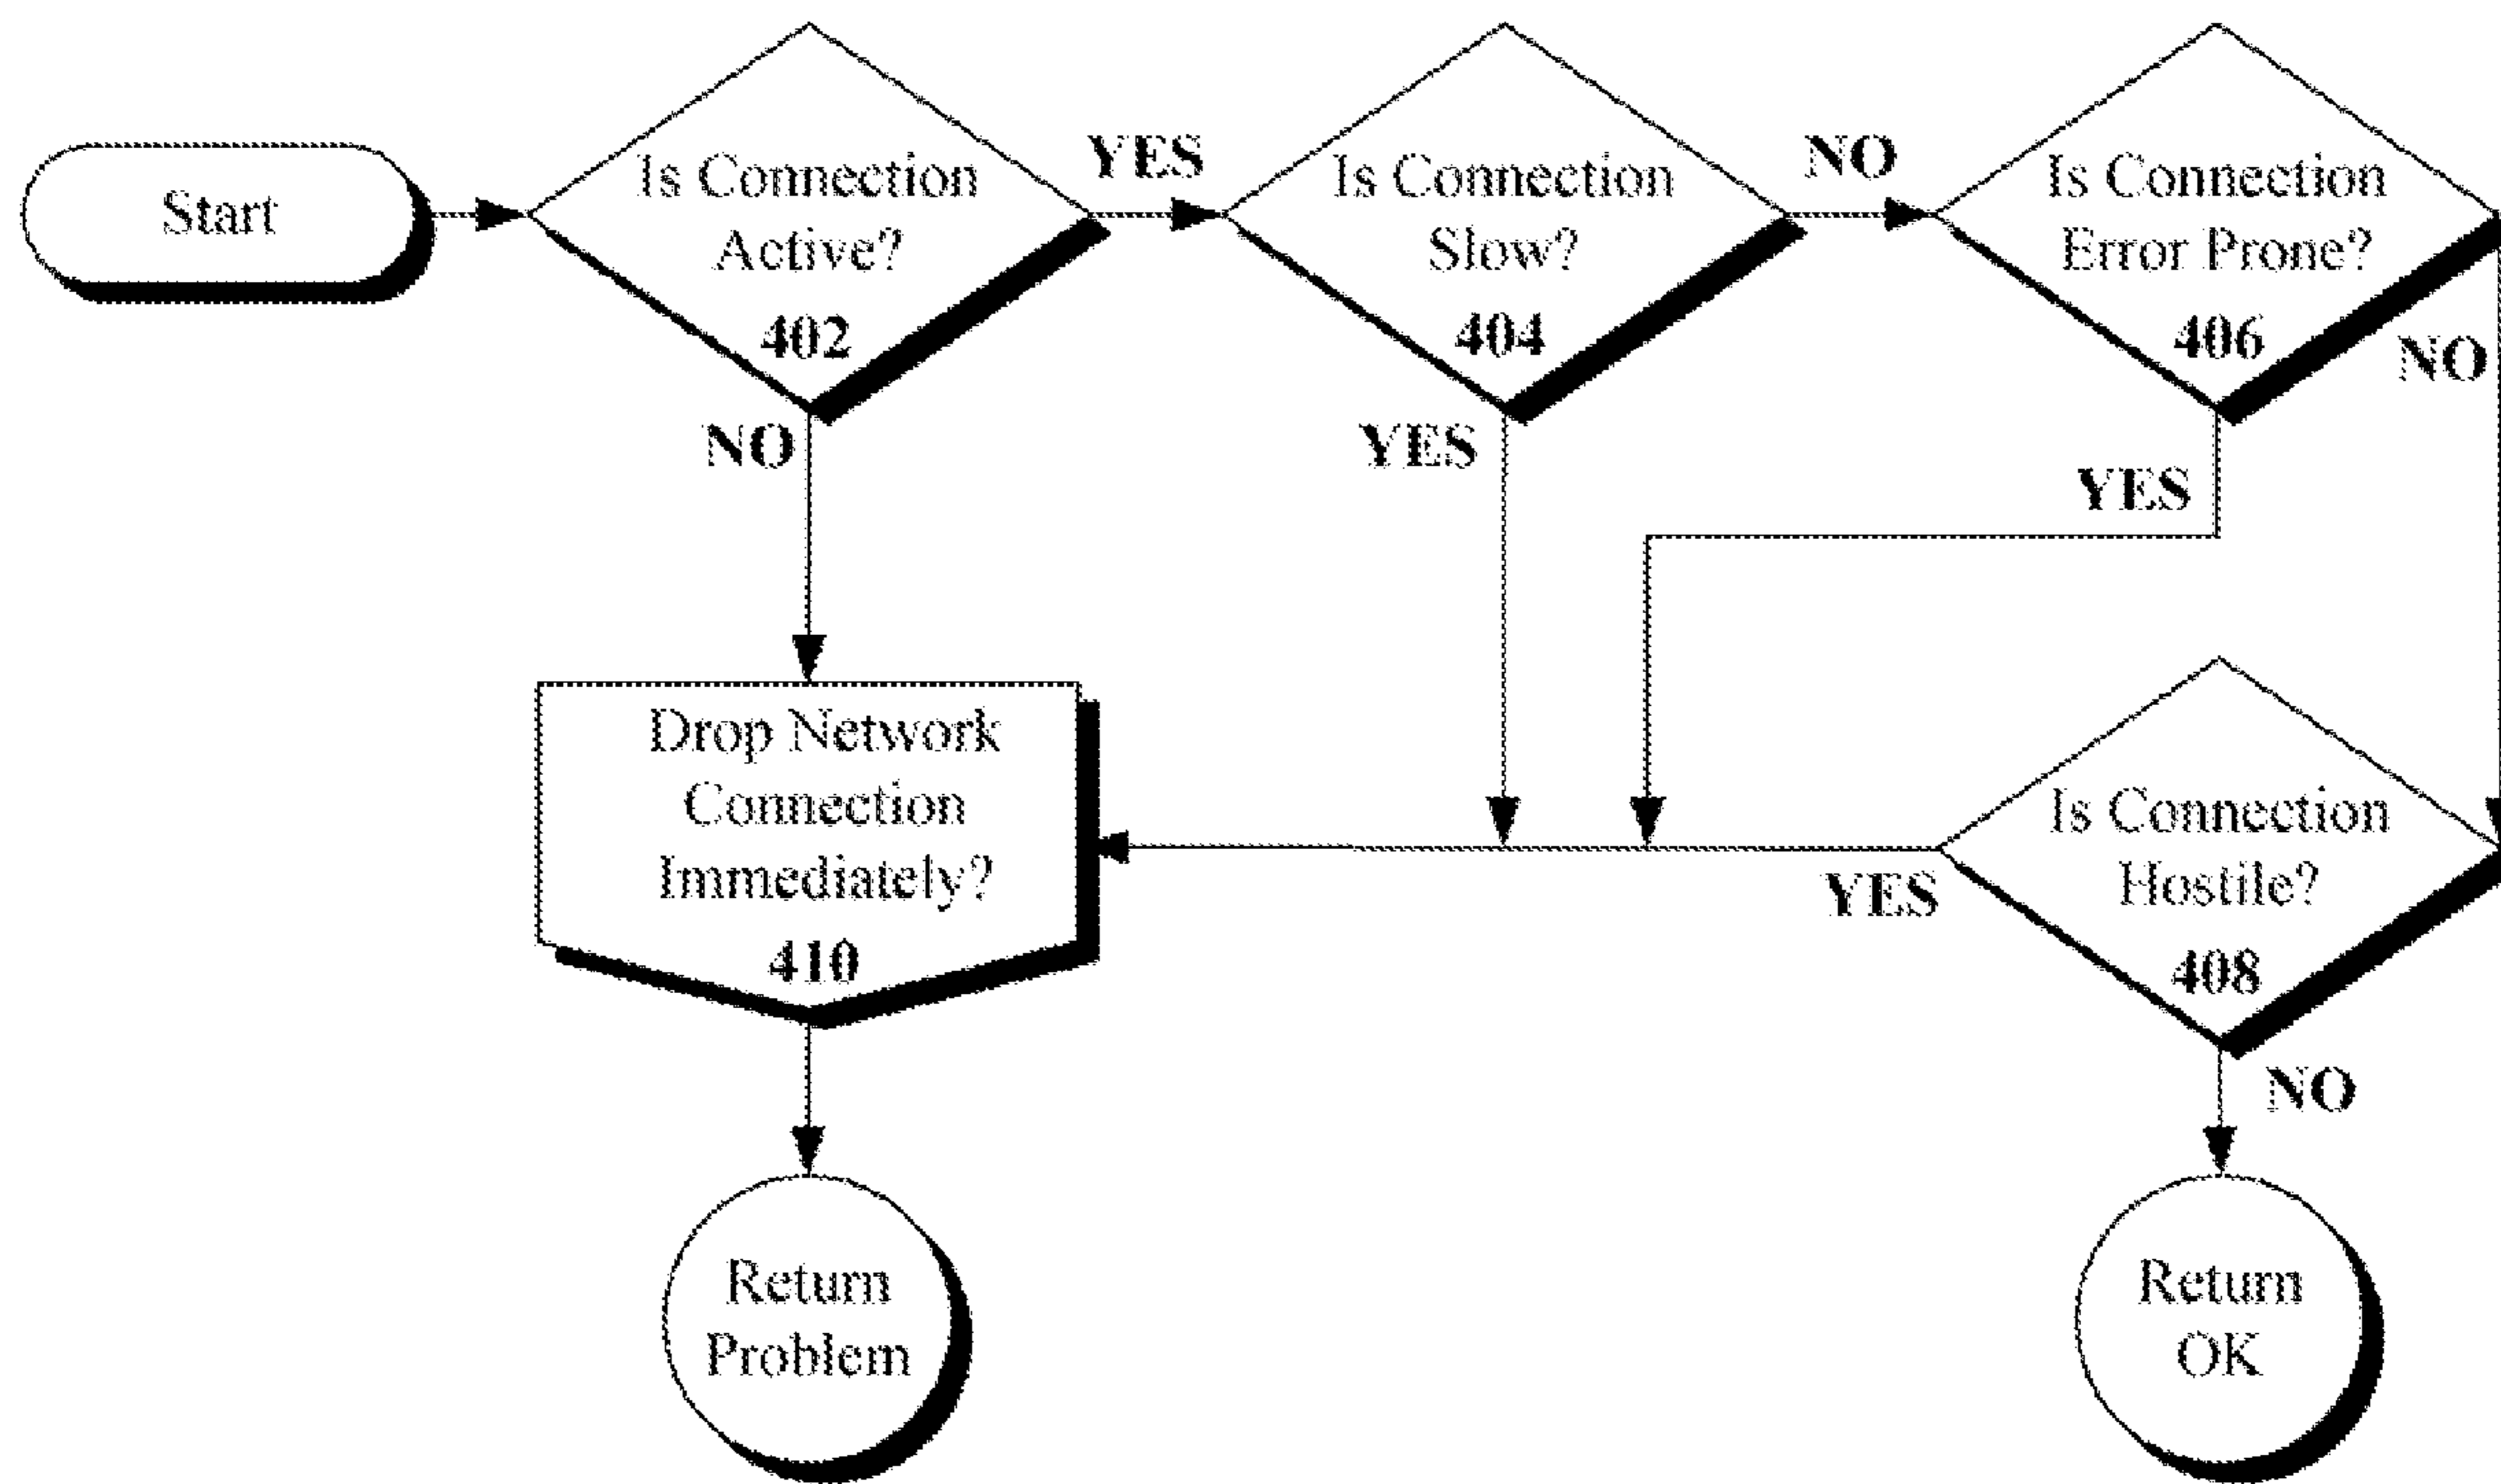 Start
Is Connection
Active?
402
YES
NO
Is Connection
Slow?
404
NO
YES
Is Connection
Error Prone?
406
NO
YES
Drop Network
Connection
Immediately?
410
Is Connection
Hostile?
408
YES
NO
Return
Problem
Return
OK